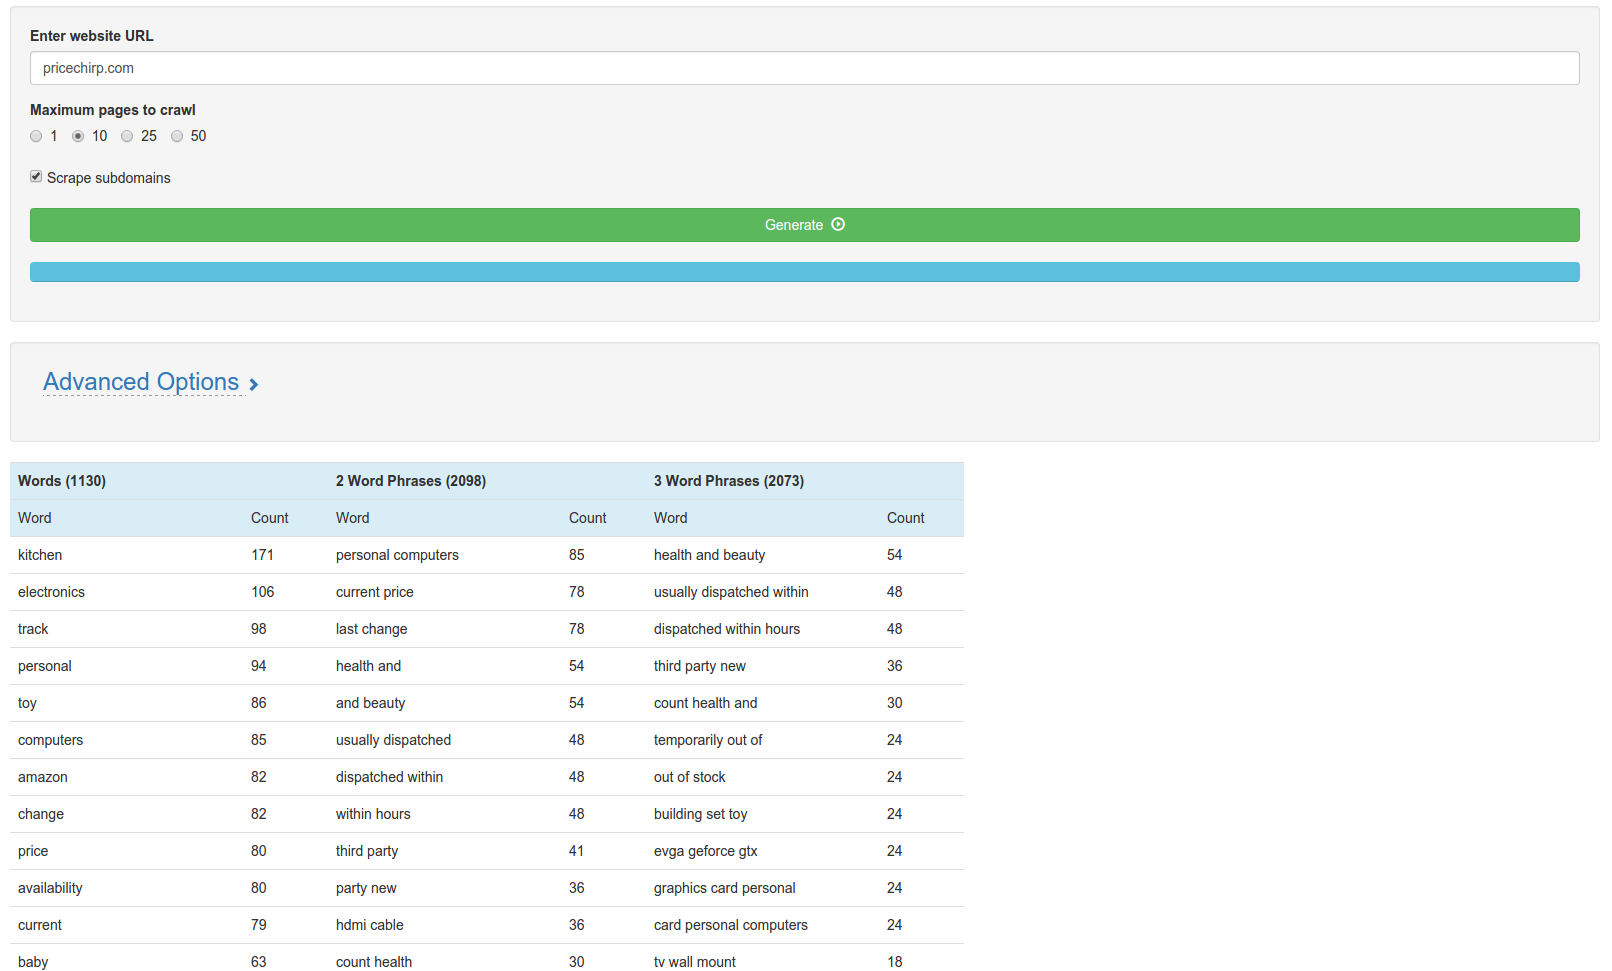 Enter website URL
pricechirp.com
Maximum pages to crawl
1 10 25 50
Scrape subdomains
Generate
Advanced Options
Words (1130) 2 Word Phrases (2098) 3 Word Phrases (2073)
Word Count Word Count Word Count
kitchen 171 personal computers 85 health and beauty 54
electronics 106 current price 78 usually dispatched within 48
track 98 last change 78 dispatched within hours 48
personal 94 health and 54 third party new 36
toy 86 and beauty 54 count health and 30
computers 85 usually dispatched 48 temporarily out of 24
amazon 82 dispatched within 48 out of stock 24
change 82 within hours 48 building set toy 24
price 80 third party 41 evga geforce gtx 24
availability 80 party new 36 graphics card personal 24
current 79 hdmi cable 36 card personal computers 24
baby 63 count health 30 tv wall mount 18